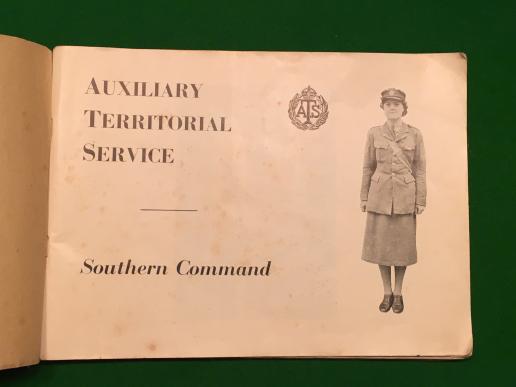 AUXILIARY
TERRITORIAL
SERVICE
ATS
Southern Command